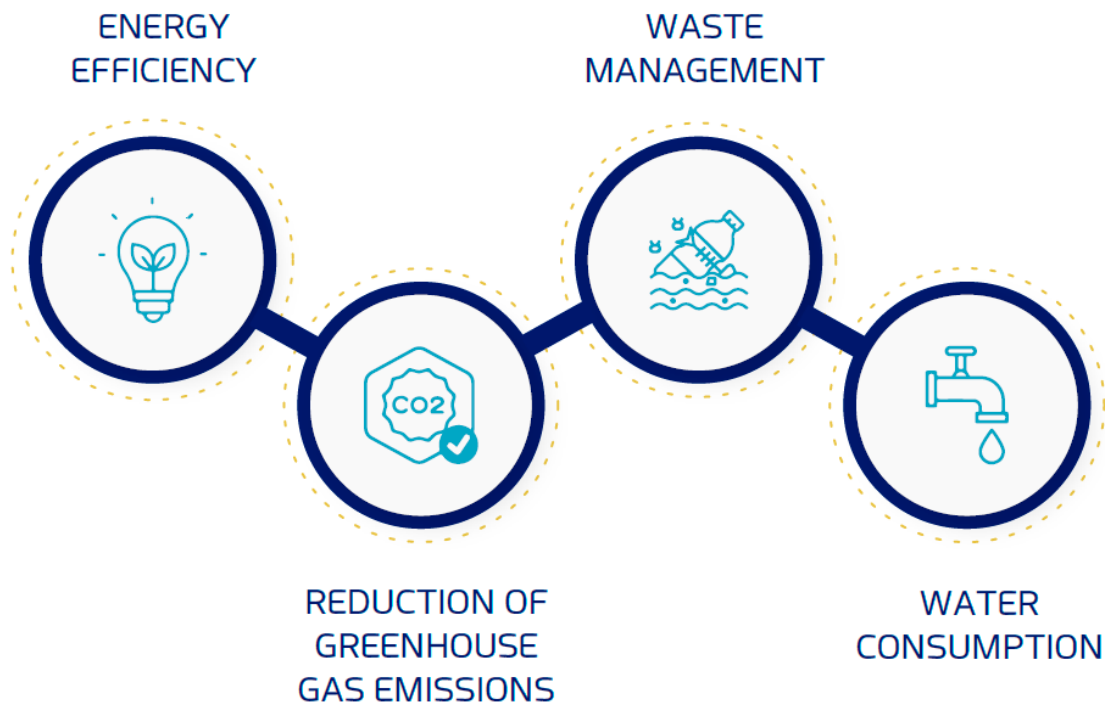 ENERGY
EFFICIENCY
WASTE
MANAGEMENT
CO2
REDUCTION OF
GREENHOUSE
GAS EMISSIONS
WATER
CONSUMPTION